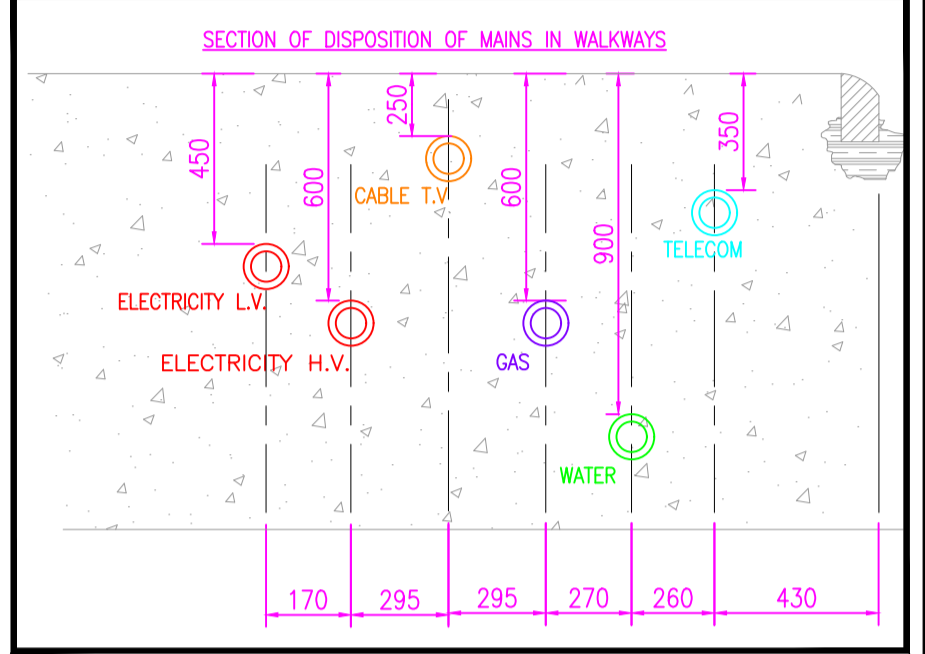 SECTION OF DISPOSITION OF MAINS IN WALKWAYS
450
600
250
600
900
350
CABLE T.V
TELECOM
ELECTRICITY L.V.
ELECTRICITY H.V.
GAS
WATER
170
295
295
270
260
430